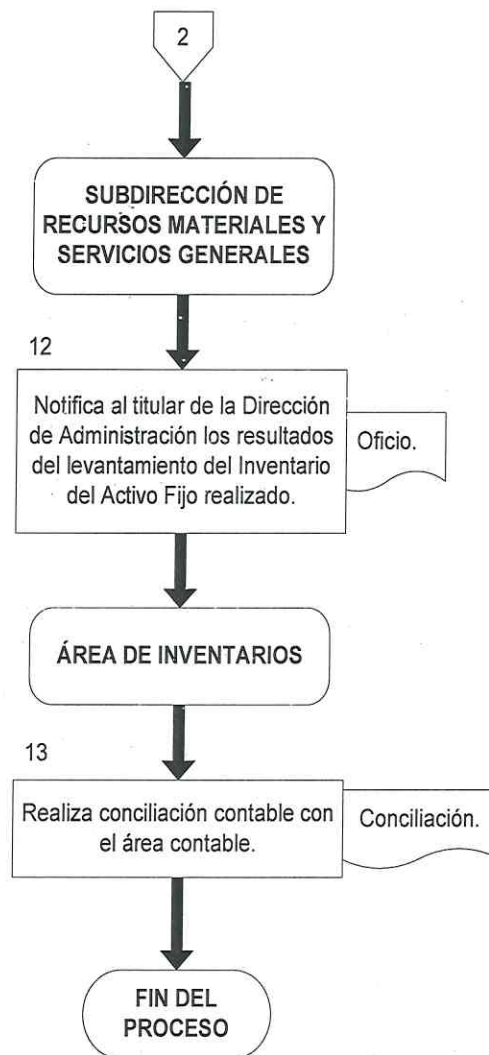 2
SUBDIRECCIÓN DE
RECURSOS MATERIALES Y
SERVICIOS GENERALES
12
Notifica al titular de la Dirección
de Administración los resultados
del levantamiento del Inventario
del Activo Fijo realizado.
Oficio.
ÁREA DE INVENTARIOS
13
Realiza conciliación contable con
el área contable.
Conciliación.
FIN DEL
PROCESO